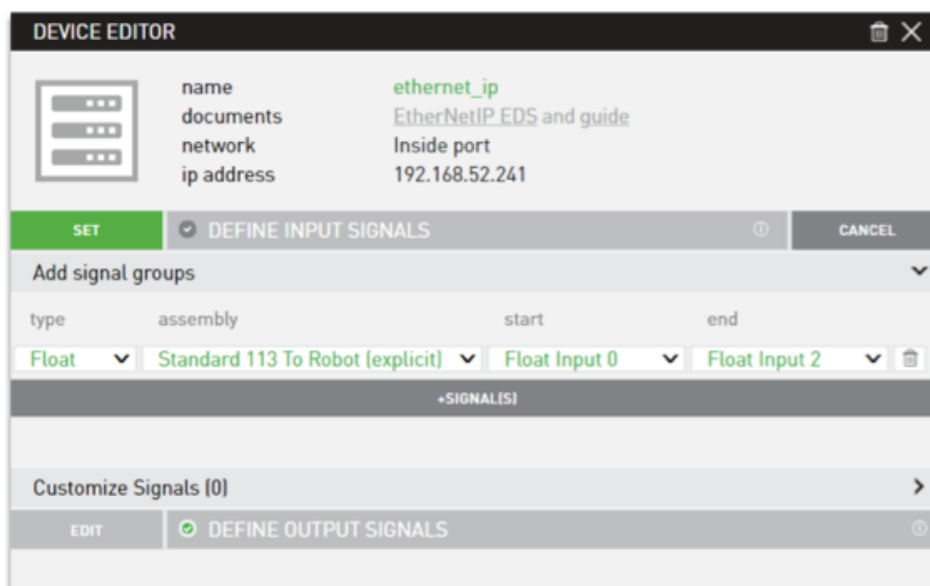 DEVICE EDITOR
name ethernet_ip
documents EtherNetIP EDS and guide
network Inside port
ip address 192.168.52.241
SET DEFINE INPUT SIGNALS CANCEL
Add signal groups
type assembly start end
Float Standard 113 To Robot (explicit) Float Input 0 Float Input 2
+SIGNAL(S)
Customize Signals (0)
EDIT DEFINE OUTPUT SIGNALS